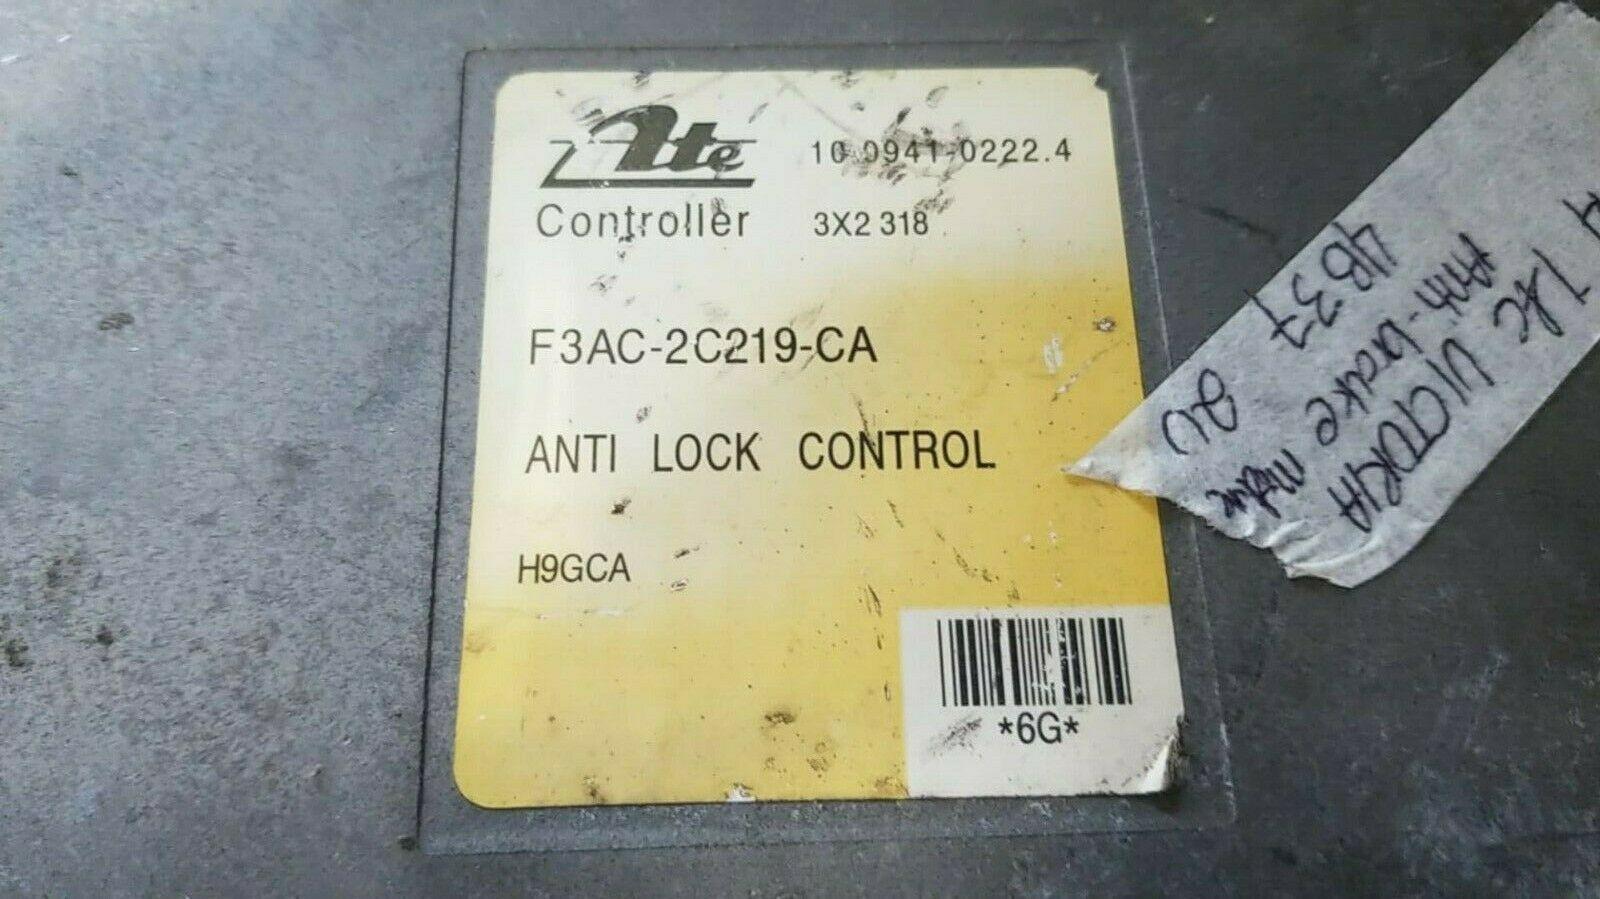 Ate
10.0941-0222.4
Controller
3X2 318
F3AC-2C219-CA
ANTI LOCK CONTROL
H9GCA
*6G*
VICTORIA
Anti-brake
4B37